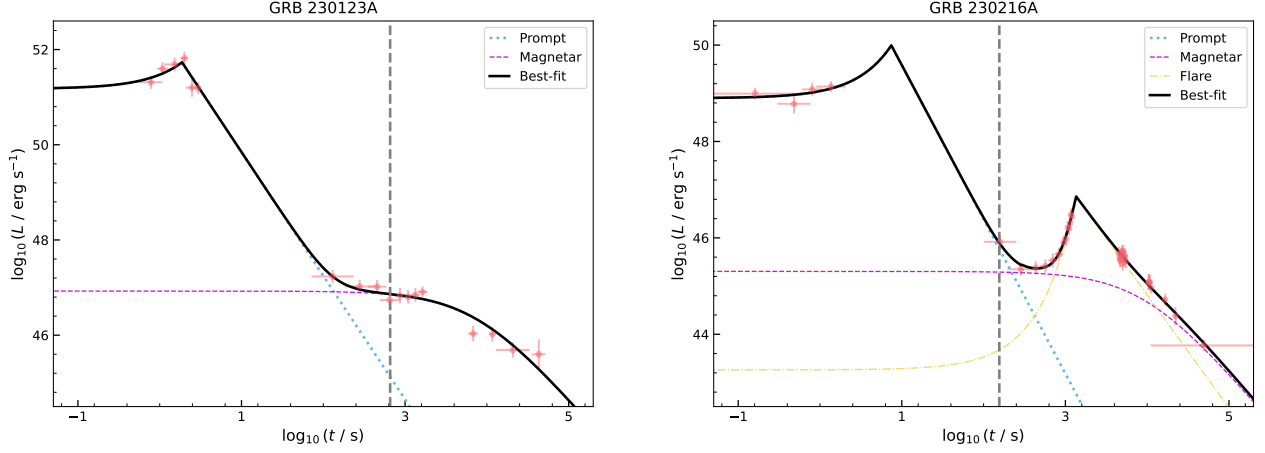 GRB 230123A
log₁₀ (L / erg s⁻¹)
52
50
48
46
Prompt
Magnetar
Best-fit
−1
1
3
5
log₁₀ (t / s)
GRB 230216A
log₁₀ (L / erg s⁻¹)
50
48
46
44
Prompt
Magnetar
Flare
Best-fit
−1
1
3
5
log₁₀ (t / s)